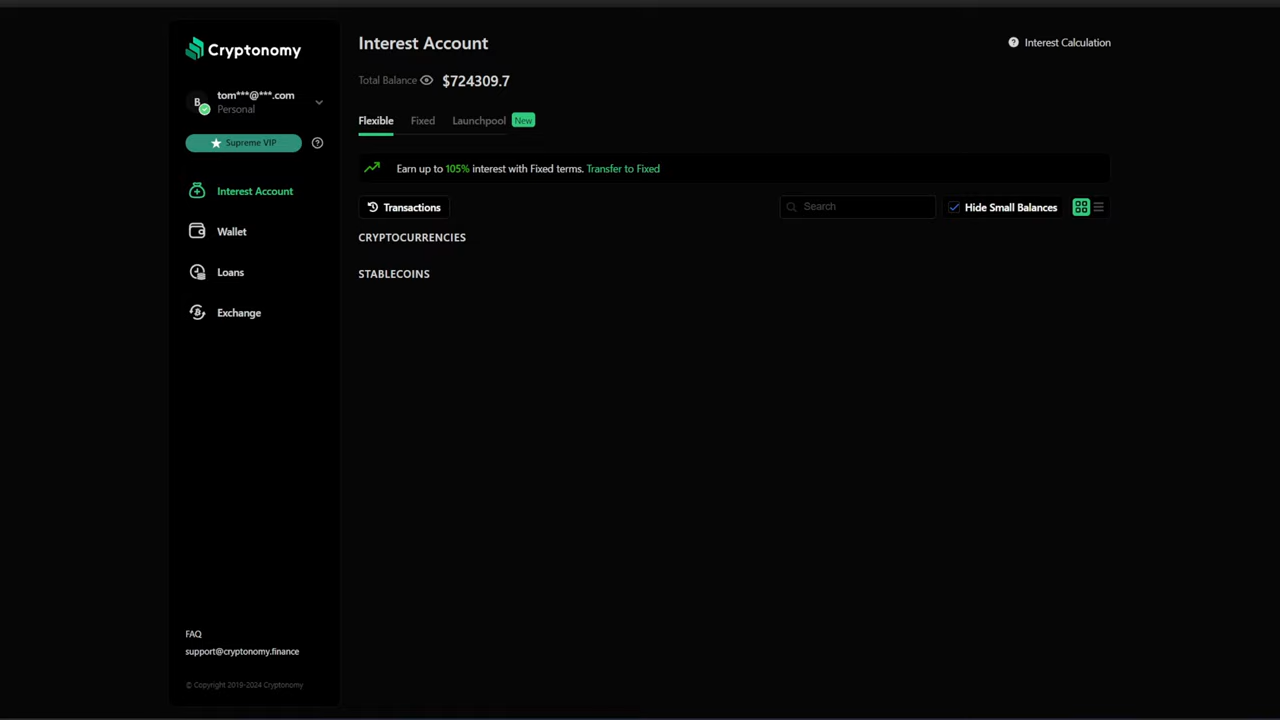 Cryptonomy
tom***@***.com
Personal
B
Supreme VIP
Interest Account
Wallet
Loans
Exchange
FAQ
support@cryptonomy.finance
© Copyright 2019-2024 Cryptonomy
Interest Account
Interest Calculation
Total Balance $724309.7
Flexible Fixed Launchpool New
Earn up to 105% interest with Fixed terms. Transfer to Fixed
Transactions Search Hide Small Balances
CRYPTOCURRENCIES
STABLECOINS